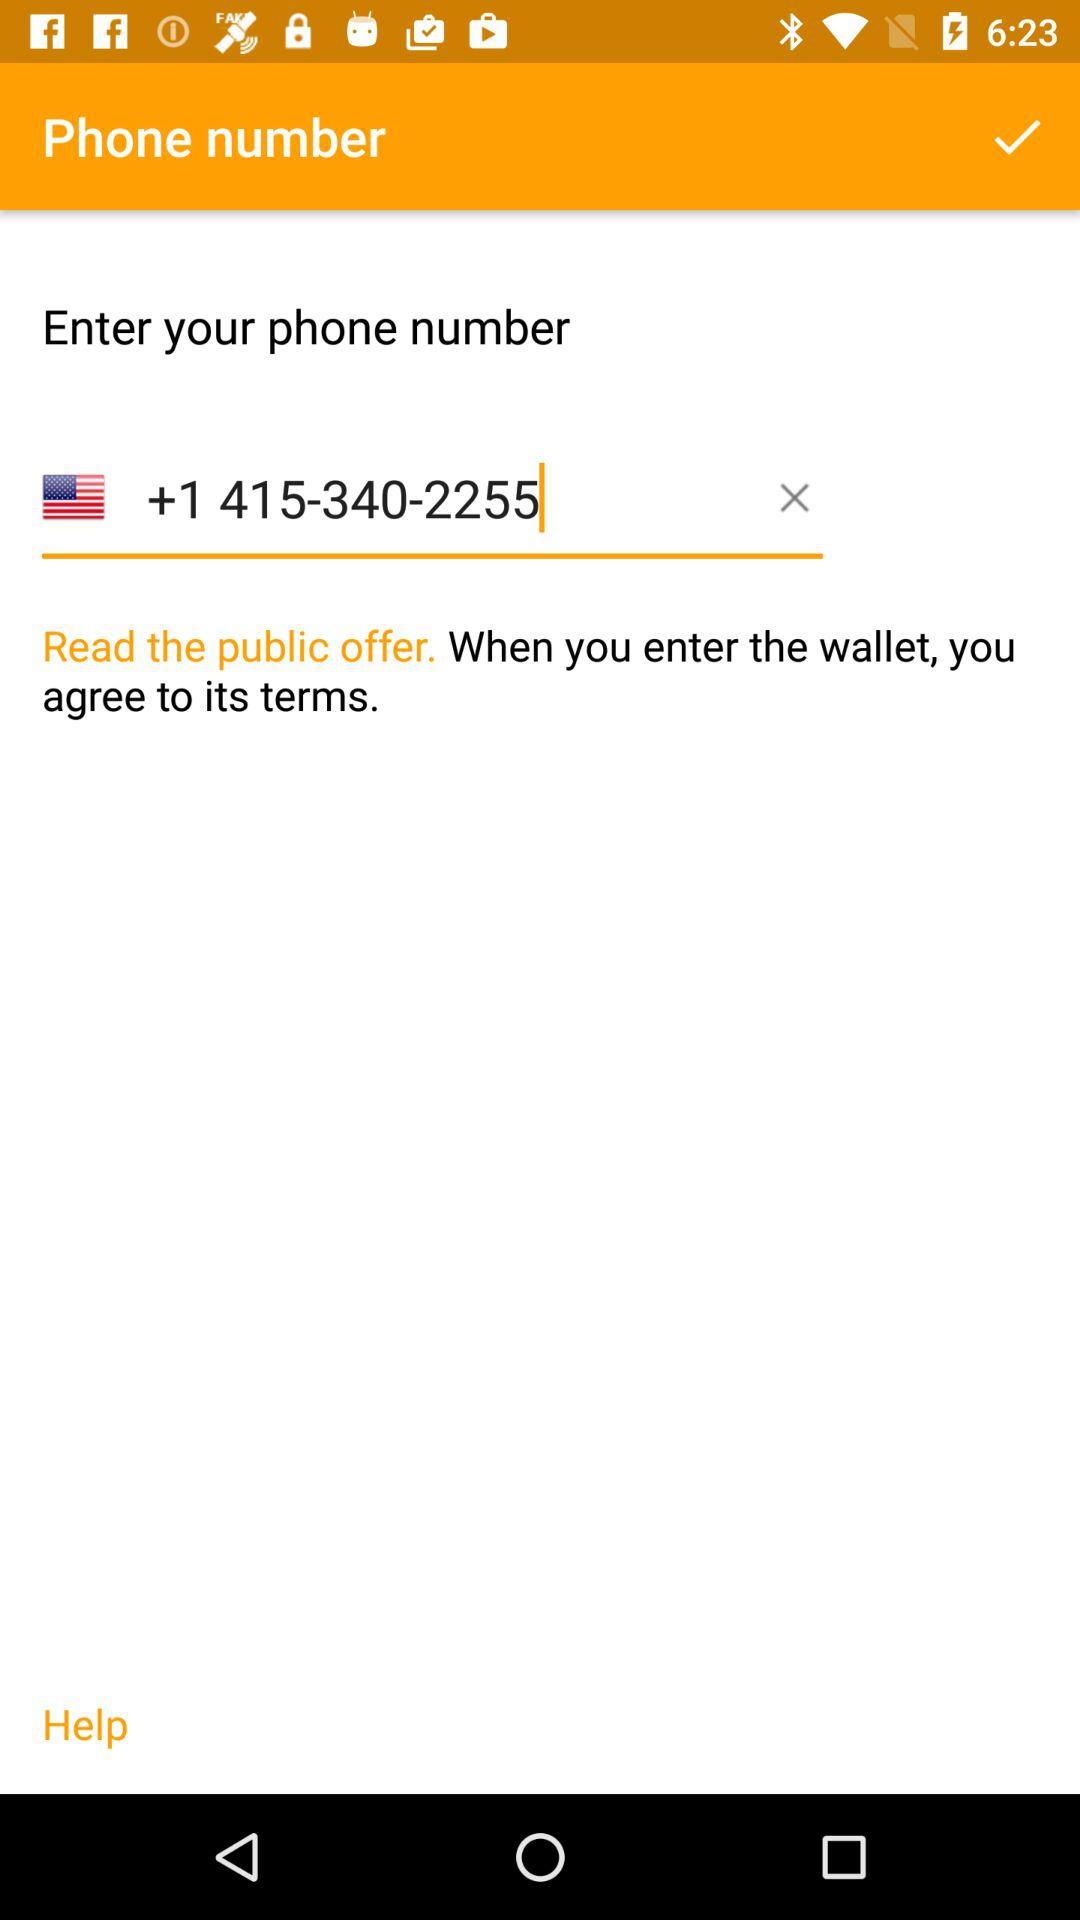 FAKE
6:23
Phone number
Enter your phone number
+1 415-340-2255
Read the public offer. When you enter the wallet, you
agree to its terms.
Help